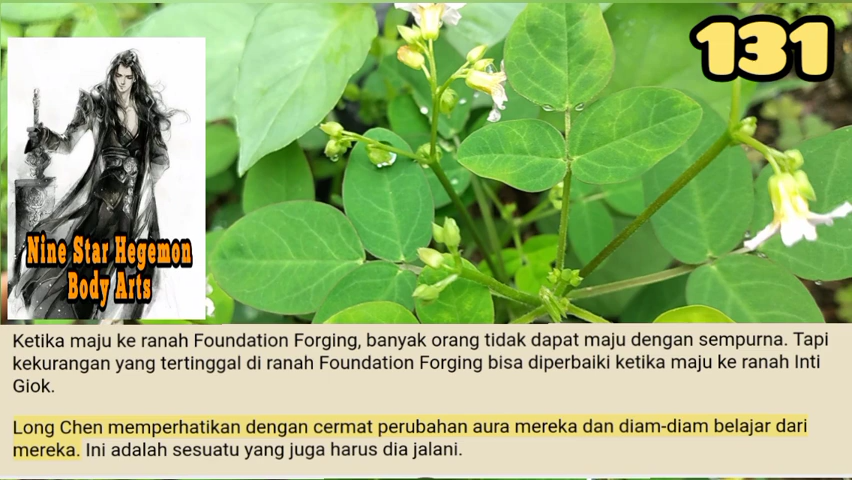 131
Nine Star Hegemon
Body Arts
Ketika maju ke ranah Foundation Forging, banyak orang tidak dapat maju dengan sempurna. Tapi
kekurangan yang tertinggal di ranah Foundation Forging bisa diperbaiki ketika maju ke ranah Inti
Giok.
Long Chen memperhatikan dengan cermat perubahan aura mereka dan diam-diam belajar dari
mereka. Ini adalah sesuatu yang juga harus dia jalani.